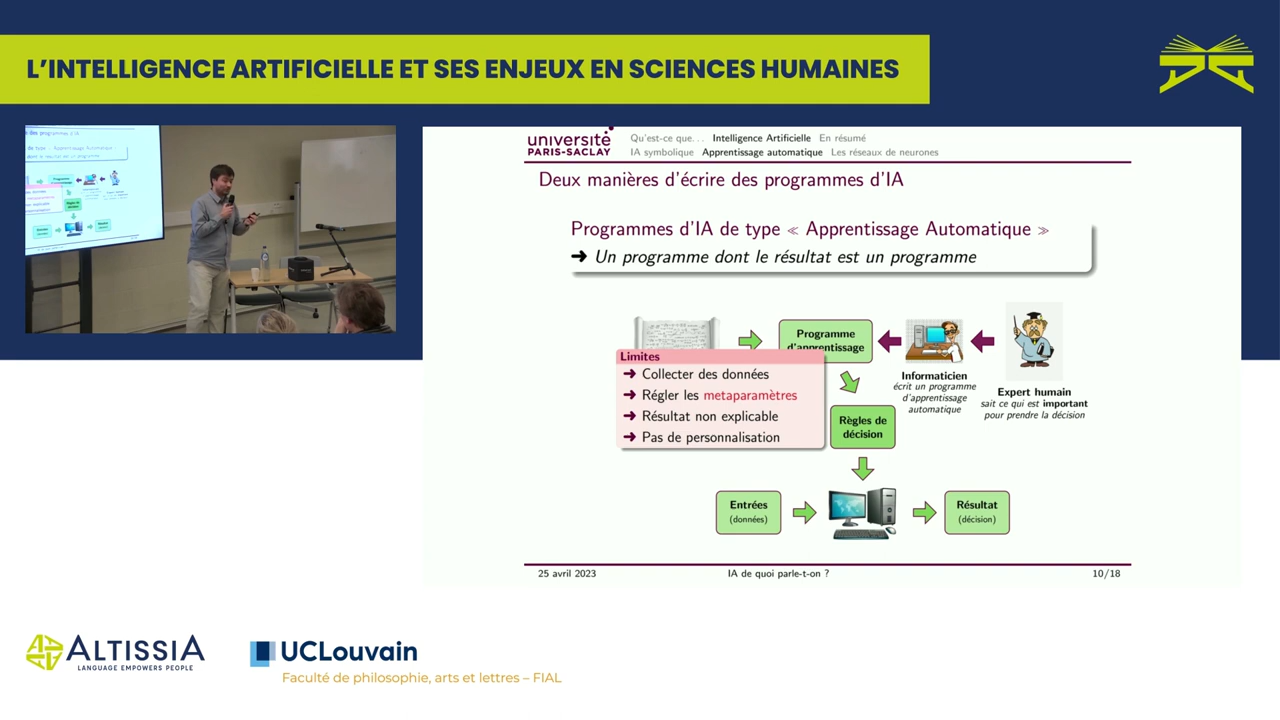 L'INTELLIGENCE ARTIFICIELLE ET SES ENJEUX EN SCIENCES HUMAINES
université
PARIS-SACLAY
Qu'est-ce que... Intelligence Artificielle En résumé
IA symbolique Apprentissage automatique Les réseaux de neurones
Deux manières d'écrire des programmes d'IA
Programmes d'IA de type « Apprentissage Automatique »
➜ Un programme dont le résultat est un programme
Programme
d'apprentissage
Limites
➜ Collecter des données
➜ Régler les metaparamètres
➜ Résultat non explicable
➜ Pas de personnalisation
Informaticien
écrit un programme
d'apprentissage
automatique
Expert humain
sait ce qui est important
pour prendre la décision
Règles de
décision
Entrées
(données)
Résultat
(décision)
25 avril 2023
IA de quoi parle-t-on ?
10/18
ALTISSIA
LANGUAGE EMPOWERS PEOPLE
UCLouvain
Faculté de philosophie, arts et lettres – FIAL